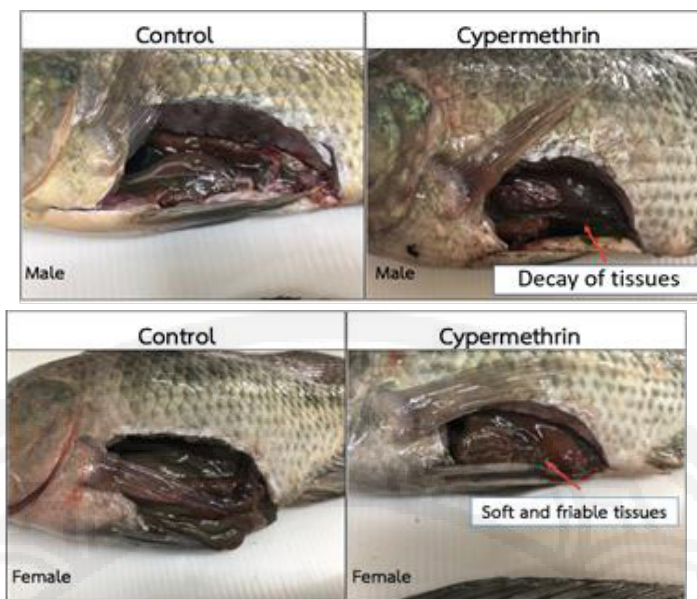 Control
Cypermethrin
Male
Male
Decay of tissues
Control
Cypermethrin
Female
Female
Soft and friable tissues